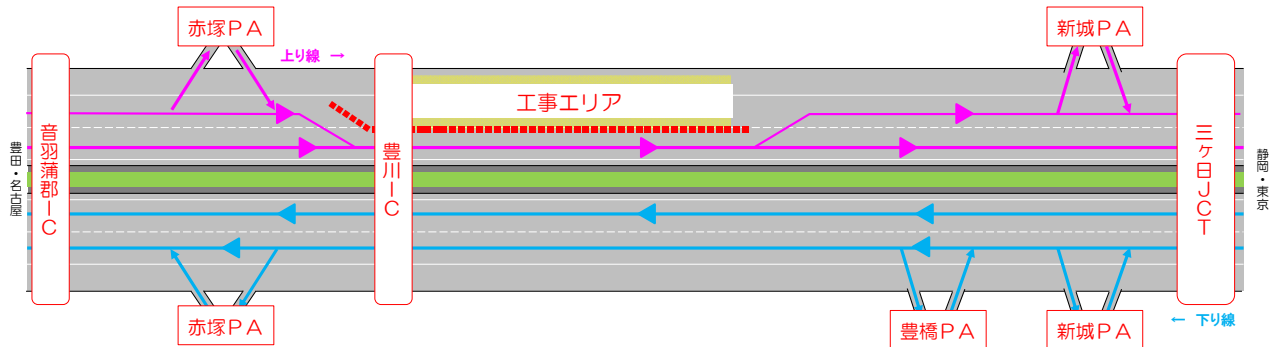 赤塚PA
新城PA
上り線 →
工事エリア
豊田・名古屋
音羽蒲郡IC
豊川IC
三ヶ日JCT
静岡・東京
赤塚PA
豊橋PA
新城PA
← 下り線